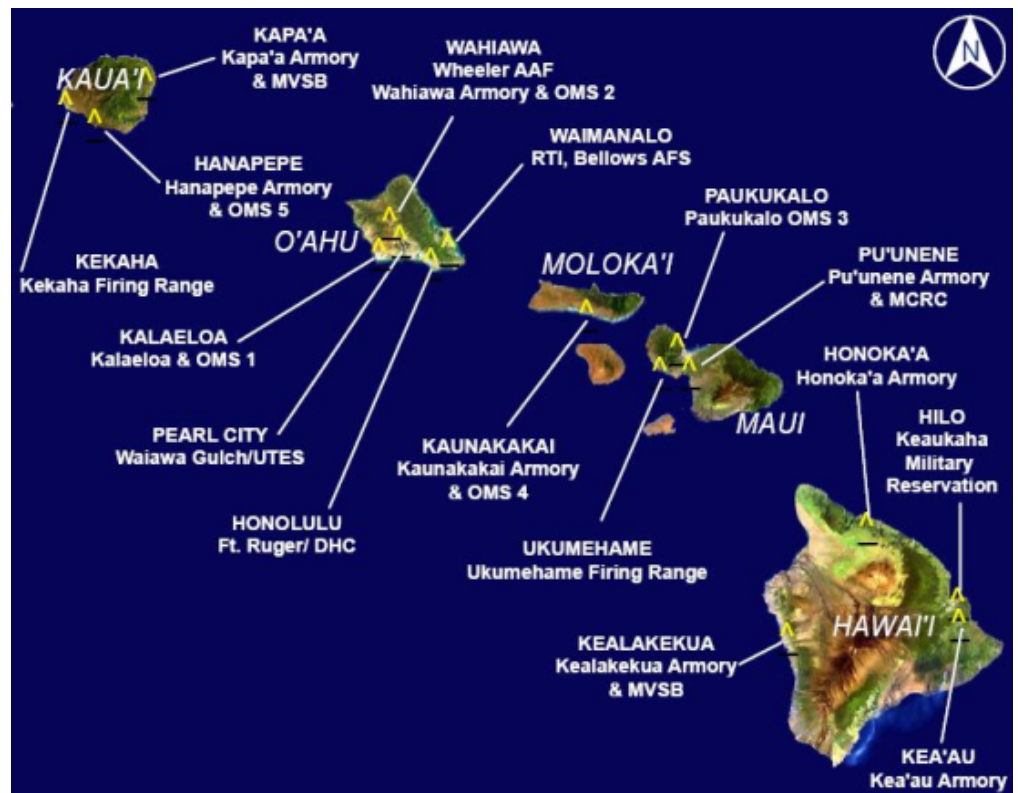 KAPA'A
Kapa'a Armory
& MVSB
KAUA'I
WAHIAWA
Wheeler AAF
Wahiawa Armory & OMS 2
N
WAIMANALO
RTI, Bellows AFS
HANAPEPE
Hanapepe Armory
& OMS 5
PAUKUKALO
Paukukalo OMS 3
O'AHU
KEKAHA
Kekaha Firing Range
MOLOKA'I
PU'UNENE
Pu'unene Armory
& MCRC
KALAELOA
Kalaeloa & OMS 1
HONOKA'A
Honoka'a Armory
MAUI
HILO
Keaukaha
Military
Reservation
PEARL CITY
Waiawa Gulch/UTES
KAUNAKAKAI
Kaunakakai Armory
& OMS 4
HONOLULU
Ft. Ruger/ DHC
UKUMEHAME
Ukumehame Firing Range
HAWAI'I
KEALAKEKUA
Kealakekua Armory
& MVSB
KEA'AU
Kea'au Armory